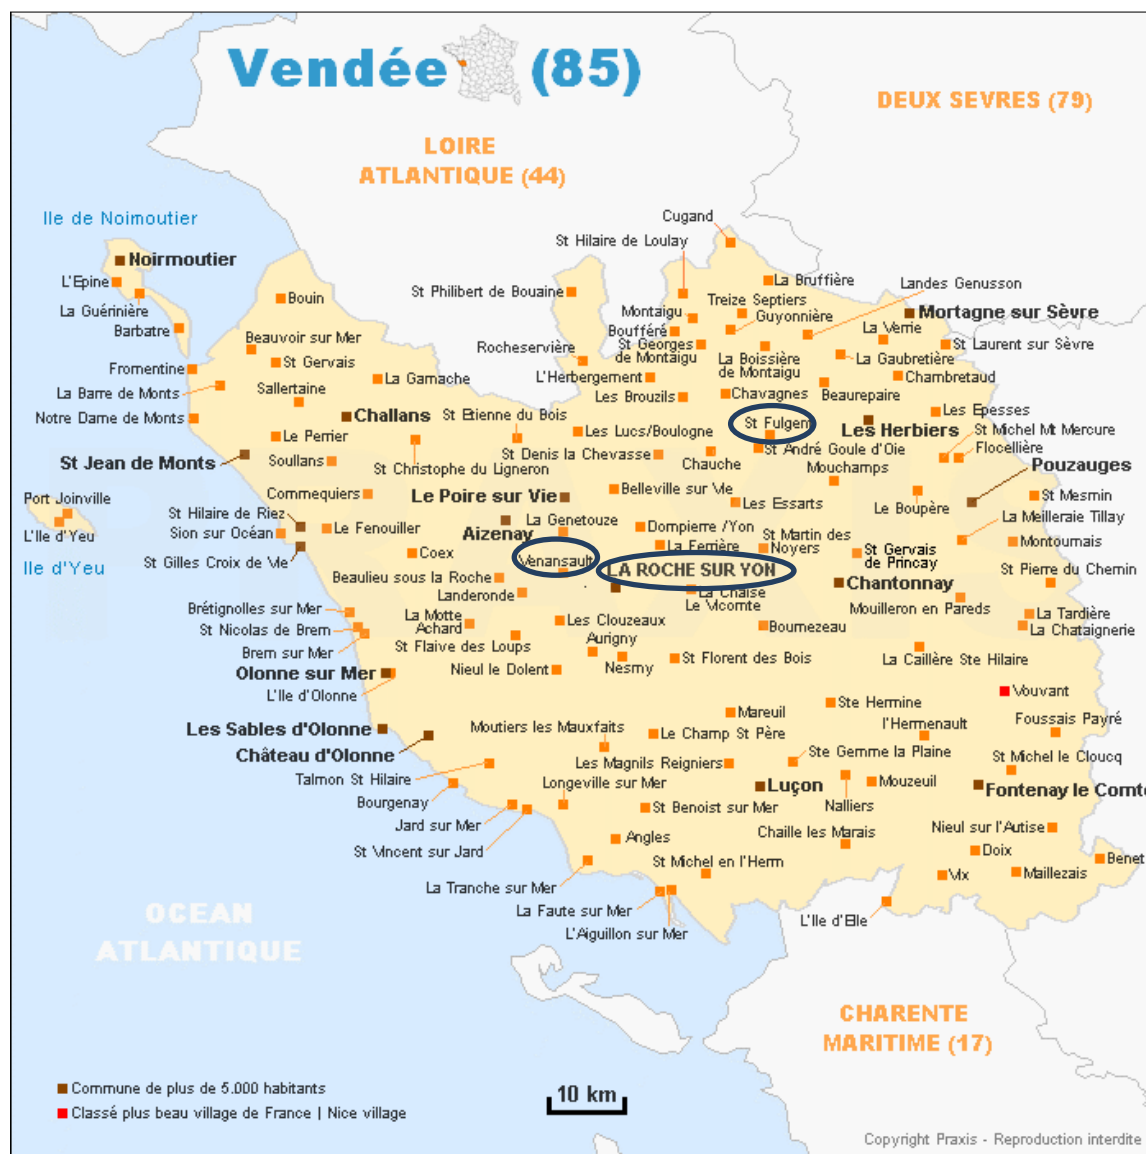 Vendée (85)
DEUX SEVRES (79)
LOIRE
ATLANTIQUE (44)
Ile de Noimoutier
Cugand
St Hilaire de Loulay
Noirmoutier
L'Epine
La Guérinière
Barbatre
Bouin
St Philibert de Bouaine
La Bruffière
Landes Genusson
Treize Septiers
Montaigu
Guyonnière
Mortagne sur Sèvre
Boufféré
La Verrie
St Georges
de Montaigu
St Laurent sur Sèvre
Beauvoir sur Mer
Rocheservière
La Boissière
de Montaigu
La Gaubretière
St Gervais
Fromentine
La Garnache
L'Herbergement
Chambretaud
La Barre de Monts
Sallertaine
Les Brouzils
Chavagnes
Beaurepaire
Notre Dame de Monts
Challans
St Etienne du Bois
Les Epesses
St Fulgent
Les Herbiers
St Michel Mt Mercure
Le Perrier
Les Lucs/Boulogne
St André Goule d'Oie
Flocellière
St Jean de Monts
Soullans
St Christophe du Ligneron
St Denis la Chevasse
Chauche
Mouchamps
Pouzauges
Commequiers
Le Poire sur Vie
Belleville sur Vie
Les Essarts
Le Boupère
St Mesmin
Port Joinville
L'Ile d'Yeu
St Hilaire de Riez
Sion sur Océan
Le Fenouiller
Aizenay
La Genetouze
Dompierre /Yon
St Martin des
Noyers
La Meilleraie Tillay
La Ferrière
Montournais
St Gilles Croix de Vie
Coex
Venansault
St Gervais
de Princay
Ile d'Yeu
LA ROCHE SUR YON
St Pierre du Chemin
Beaulieu sous la Roche
Chantonnay
Landeronde
La Chaise
Le Vicomte
Mouilleron en Pareds
Brétignolles sur Mer
La Motte
Achard
Les Clouzeaux
Bournezeau
La Tardière
St Nicolas de Brem
La Chataignerie
Brem sur Mer
St Flaive des Loups
Aurigny
Nesmy
St Florent des Bois
La Caillère Ste Hilaire
Olonne sur Mer
Nieul le Dolent
L'Ile d'Olonne
Vouvant
Ste Hermine
Mareuil
l'Hermenault
Foussais Payré
Les Sables d'Olonne
Moutiers les Mauxfaits
Le Champ St Père
Château d'Olonne
Ste Gemme la Plaine
St Michel le Cloucq
Talmon St Hilaire
Les Magnils Reigniers
Longeville sur Mer
Luçon
Mouzeuil
Fontenay le Comte
Bourgenay
St Benoist sur Mer
Nalliers
Jard sur Mer
Chaille les Marais
Nieul sur l'Autise
St Vincent sur Jard
Angles
Doix
Benet
St Michel en l'Herm
Vix
Maillezais
La Tranche sur Mer
La Faute sur Mer
L'Ile d'Elle
L'Aiguillon sur Mer
OCEAN
ATLANTIQUE
CHARENTE
MARITIME (17)
Commune de plus de 5.000 habitants
10 km
Classé plus beau village de France | Nice village
Copyright Praxis - Reproduction interdite